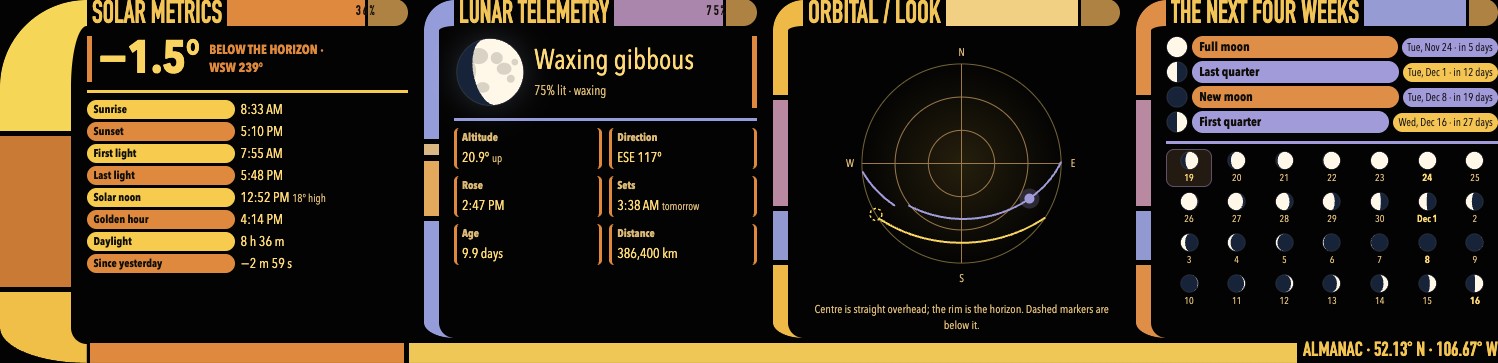 SOLAR METRICS
−1.5°
BELOW THE HORIZON ·
WSW 239°
Sunrise 8:33 AM
Sunset 5:10 PM
First light 7:55 AM
Last light 5:48 PM
Solar noon 12:52 PM 18° high
Golden hour 4:14 PM
Daylight 8 h 36 m
Since yesterday −2 m 59 s
LUNAR TELEMETRY
Waxing gibbous
75% lit · waxing
Altitude
20.9° up
Direction
ESE 117°
Rose
2:47 PM
Sets
3:38 AM tomorrow
Age
9.9 days
Distance
386,400 km
ORBITAL / LOOK
N
W
E
S
Centre is straight overhead; the rim is the horizon. Dashed markers are
below it.
THE NEXT FOUR WEEKS
Full moon Tue, Nov 24 · in 5 days
Last quarter Tue, Dec 1 · in 12 days
New moon Tue, Dec 8 · in 19 days
First quarter Wed, Dec 16 · in 27 days
19 20 21 22 23 24 25
26 27 28 29 30 Dec 1 2
3 4 5 6 7 8 9
10 11 12 13 14 15 16
ALMANAC · 52.13° N · 106.67° W